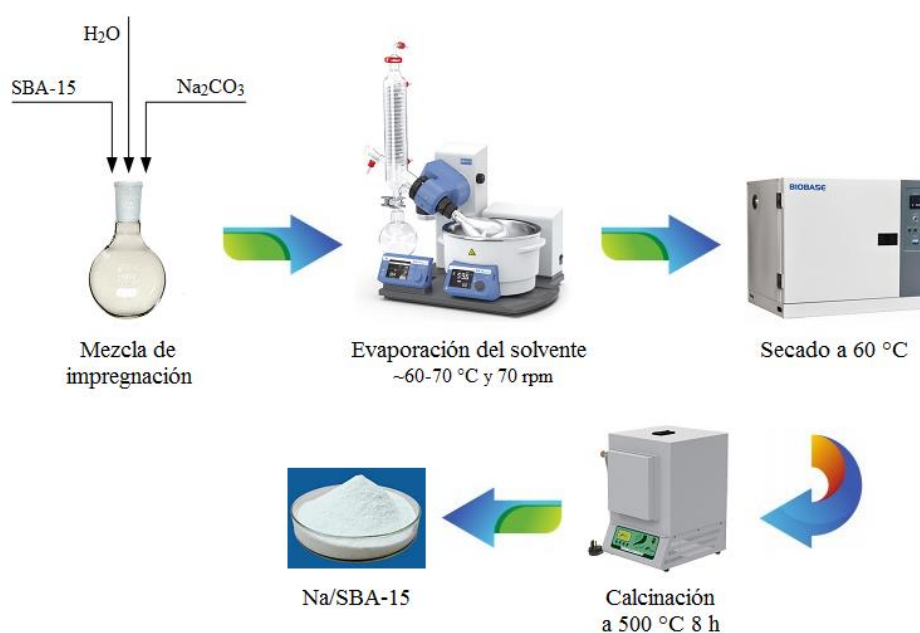 H₂O
SBA-15
Na₂CO₃
BIOBASE
Mezcla de
impregnación
Evaporación del solvente
~60-70 °C y 70 rpm
Secado a 60 °C
Na/SBA-15
Calcinación
a 500 °C 8 h